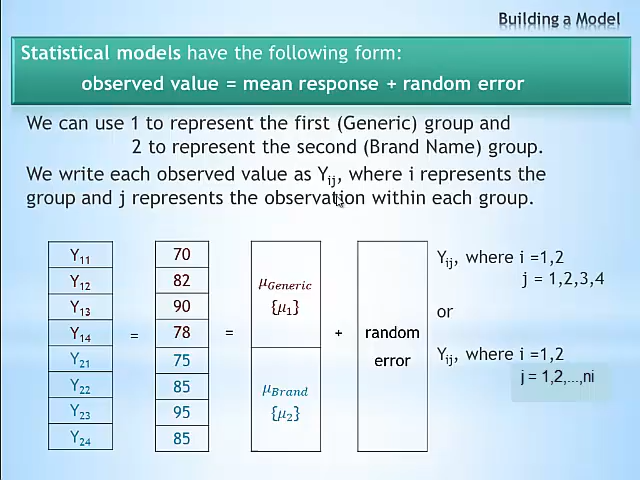 Building a Model
Statistical models have the following form:
observed value = mean response + random error
We can use 1 to represent the first (Generic) group and
2 to represent the second (Brand Name) group.
We write each observed value as Yij, where i represents the
group and j represents the observation within each group.
Y11
Y12
Y13
Y14
Y21
Y22
Y23
Y24
=
70
82
90
78
75
85
95
85
=
μGeneric
{μ1}
μBrand
{μ2}
+
random
error
Yij, where i =1,2
j = 1,2,3,4
or
Yij, where i =1,2
j = 1,2,...,ni